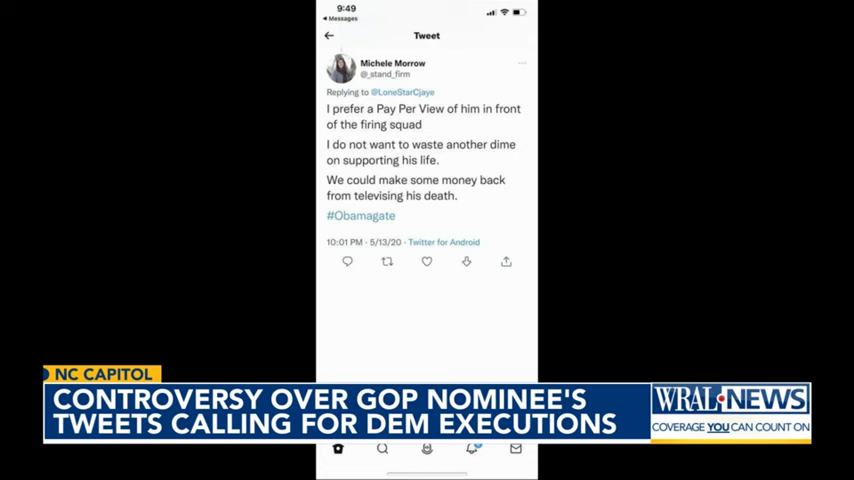 9:49
Messages
Tweet
Michele Morrow
@_stand_firm
Replying to @LoneStarCjaye
I prefer a Pay Per View of him in front
of the firing squad
I do not want to waste another dime
on supporting his life.
We could make some money back
from televising his death.
#Obamagate
10:01 PM · 5/13/20 · Twitter for Android
NC CAPITOL
CONTROVERSY OVER GOP NOMINEE'S
TWEETS CALLING FOR DEM EXECUTIONS
WRAL NEWS
COVERAGE YOU CAN COUNT ON